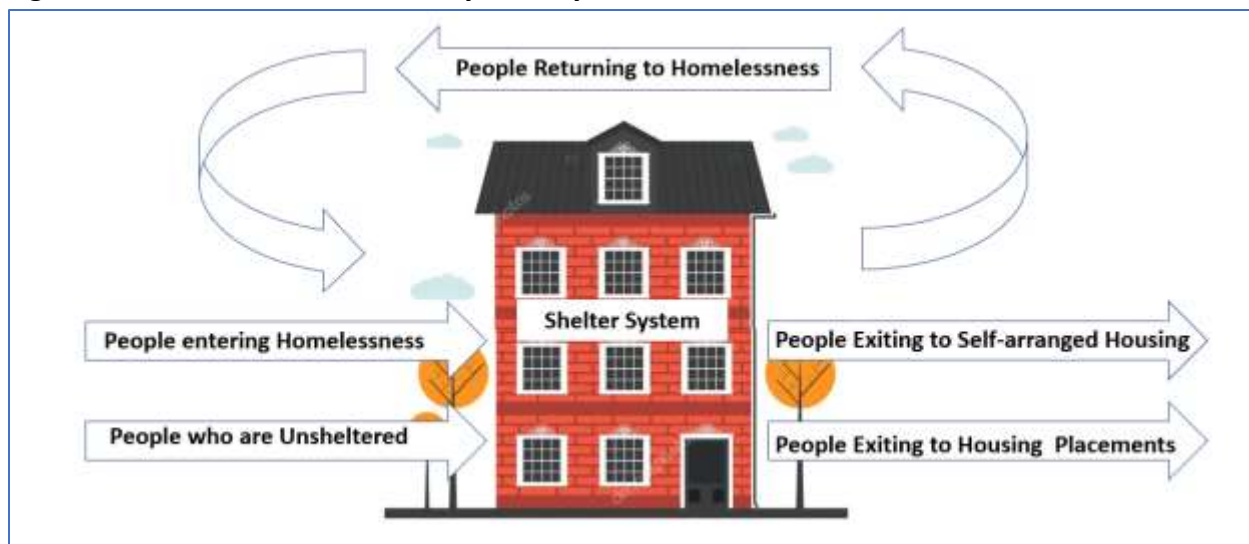 People Returning to Homelessness
Shelter System
People entering Homelessness
People Exiting to Self-arranged Housing
People who are Unsheltered
People Exiting to Housing Placements